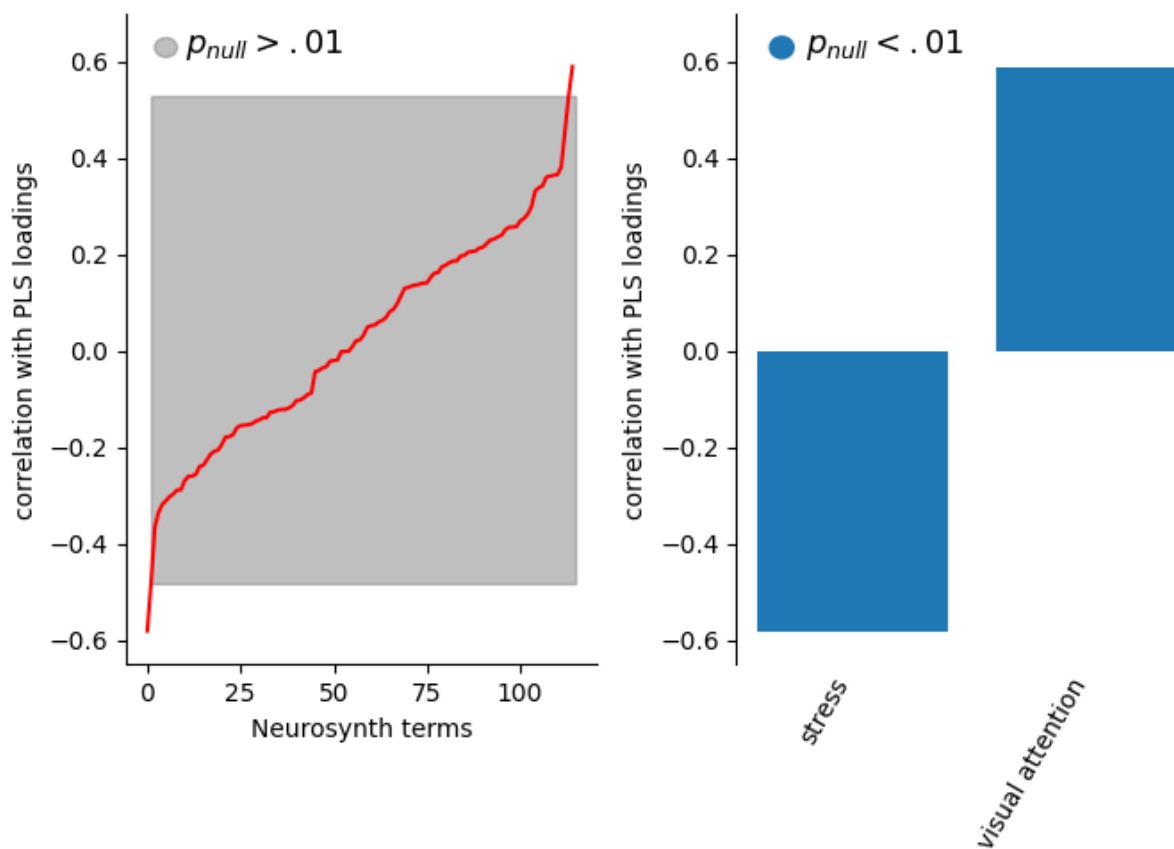 p_null > .01
correlation with PLS loadings
0.6
0.4
0.2
0.0
−0.2
−0.4
−0.6
0 25 50 75 100
Neurosynth terms
p_null < .01
correlation with PLS loadings
0.6
0.4
0.2
0.0
−0.2
−0.4
−0.6
stress
visual attention